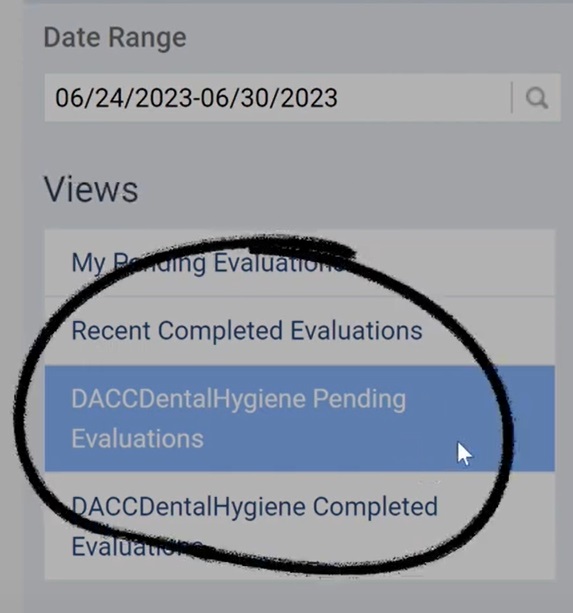 Date Range
06/24/2023-06/30/2023
Views
My Pending Evaluations
Recent Completed Evaluations
DACCDentalHygiene Pending
Evaluations
DACCDentalHygiene Completed
Evaluations